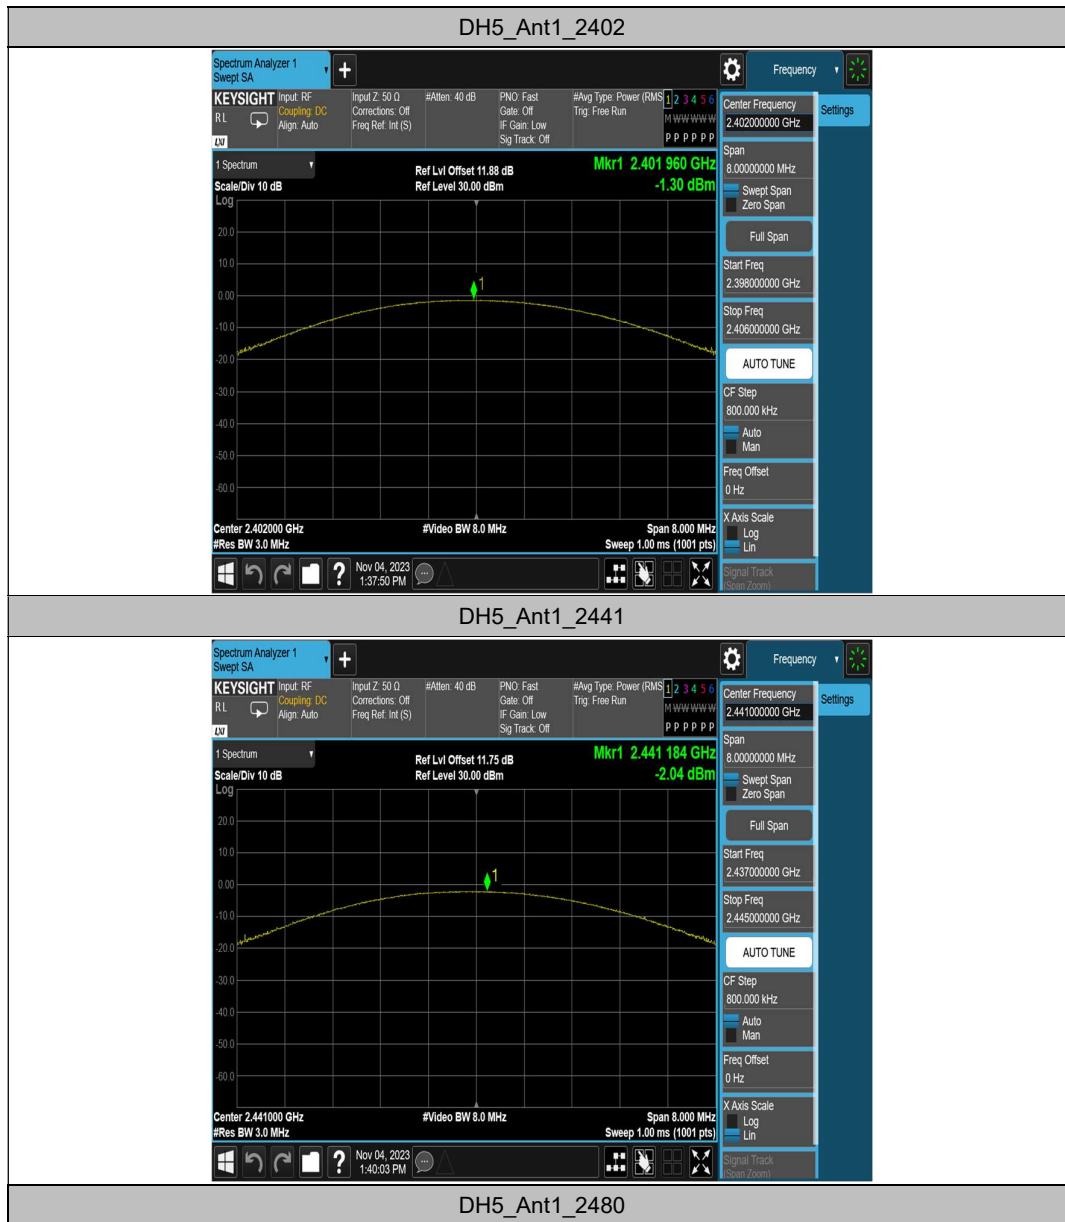 DH5_Ant1_2402
Spectrum Analyzer 1
Swept SA
Frequency
KEYSIGHT
RL
LXI
Input: RF
Coupling: DC
Align: Auto
Input Z: 50 Ω
Corrections: Off
Freq Ref: Int (S)
#Atten: 40 dB
PNO: Fast
Gate: Off
IF Gain: Low
Sig Track: Off
#Avg Type: Power (RMS
Trig: Free Run
1 2 3 4 5 6
M W W W W W
P P P P P P
1 Spectrum
Scale/Div 10 dB
Log
Ref Lvl Offset 11.88 dB
Ref Level 30.00 dBm
Mkr1 2.401 960 GHz
-1.30 dBm
20.0
10.0
1
0.00
-10.0
-20.0
-30.0
-40.0
-50.0
-60.0
Center 2.402000 GHz
#Res BW 3.0 MHz
#Video BW 8.0 MHz
Span 8.000 MHz
Sweep 1.00 ms (1001 pts)
Nov 04, 2023
1:37:50 PM
Center Frequency
2.402000000 GHz
Settings
Span
8.00000000 MHz
Swept Span
Zero Span
Full Span
Start Freq
2.398000000 GHz
Stop Freq
2.406000000 GHz
AUTO TUNE
CF Step
800.000 kHz
Auto
Man
Freq Offset
0 Hz
X Axis Scale
Log
Lin
Signal Track
(Span Zoom)
DH5_Ant1_2441
Spectrum Analyzer 1
Swept SA
Frequency
KEYSIGHT
RL
LXI
Input: RF
Coupling: DC
Align: Auto
Input Z: 50 Ω
Corrections: Off
Freq Ref: Int (S)
#Atten: 40 dB
PNO: Fast
Gate: Off
IF Gain: Low
Sig Track: Off
#Avg Type: Power (RMS
Trig: Free Run
1 2 3 4 5 6
M W W W W W
P P P P P P
1 Spectrum
Scale/Div 10 dB
Log
Ref Lvl Offset 11.75 dB
Ref Level 30.00 dBm
Mkr1 2.441 184 GHz
-2.04 dBm
20.0
10.0
1
0.00
-10.0
-20.0
-30.0
-40.0
-50.0
-60.0
Center 2.441000 GHz
#Res BW 3.0 MHz
#Video BW 8.0 MHz
Span 8.000 MHz
Sweep 1.00 ms (1001 pts)
Nov 04, 2023
1:40:03 PM
Center Frequency
2.441000000 GHz
Settings
Span
8.00000000 MHz
Swept Span
Zero Span
Full Span
Start Freq
2.437000000 GHz
Stop Freq
2.445000000 GHz
AUTO TUNE
CF Step
800.000 kHz
Auto
Man
Freq Offset
0 Hz
X Axis Scale
Log
Lin
Signal Track
(Span Zoom)
DH5_Ant1_2480